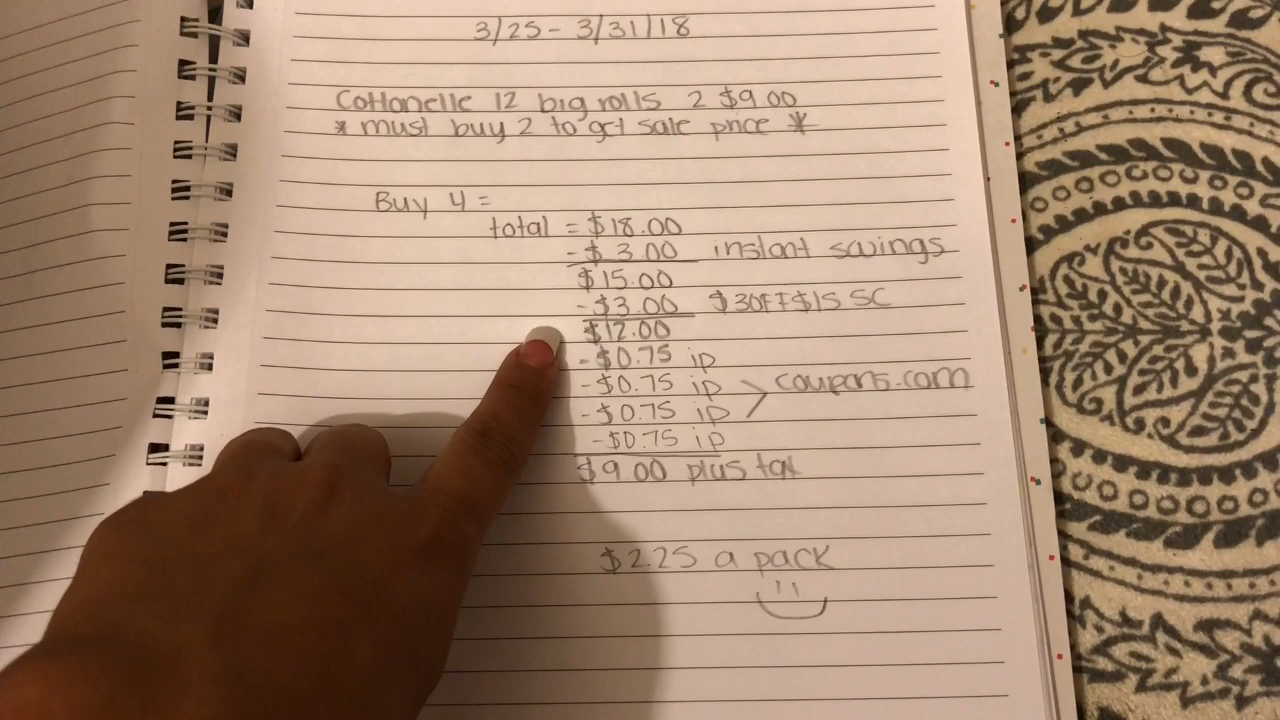 3/25 - 3/31/18
Cottonelle 12 big rolls 2 $9.00
* must buy 2 to get sale price *
Buy 4 =
total = $18.00
- $ 3.00 instant savings
$15.00
- $3.00 $3OFF$15 SC
$12.00
- $0.75 ip
- $0.75 ip > coupons.com
- $0.75 ip
- $0.75 ip
$9.00 plus tax
$2.25 a pack